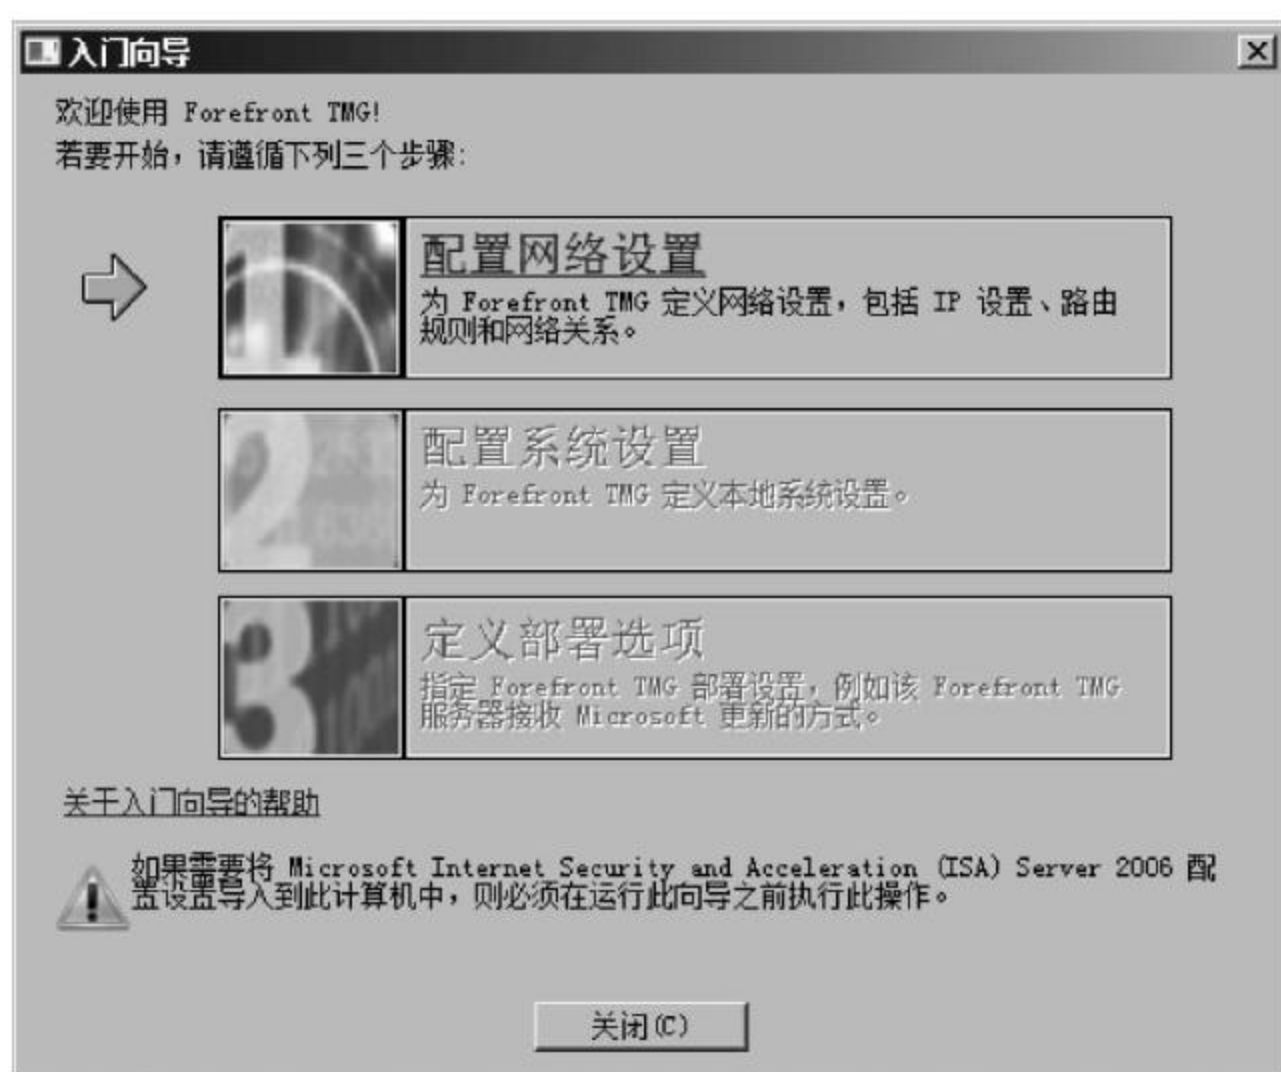 入门向导
欢迎使用 Forefront TMG!
若要开始，请遵循下列三个步骤:
配置网络设置
为 Forefront TMG 定义网络设置，包括 IP 设置、路由
规则和网络关系。
配置系统设置
为 Forefront TMG 定义本地系统设置。
定义部署选项
指定 Forefront TMG 部署设置，例如该 Forefront TMG
服务器接收 Microsoft 更新的方式。
关于入门向导的帮助
如果需要将 Microsoft Internet Security and Acceleration (ISA) Server 2006 配
置设置导入到此计算机中，则必须在运行此向导之前执行此操作。
关闭(C)